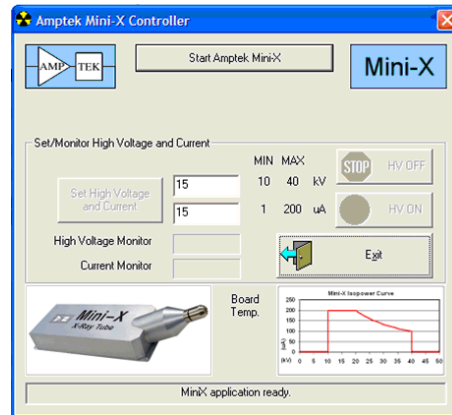 Amptek Mini-X Controller
AMP TEK
Start Amptek Mini-X
Mini-X
Set/Monitor High Voltage and Current
MIN MAX
Set High Voltage
and Current
15
10 40 kV
STOP
HV OFF
15
1 200 uA
HV ON
High Voltage Monitor
Current Monitor
Exit
Mini-X
X-Ray Tube
Board
Temp.
Mini-X Isopower Curve
250
200
150
100
50
0
(uA)
(kV) 0 5 10 15 20 25 30 35 40 45 50
MiniX application ready.